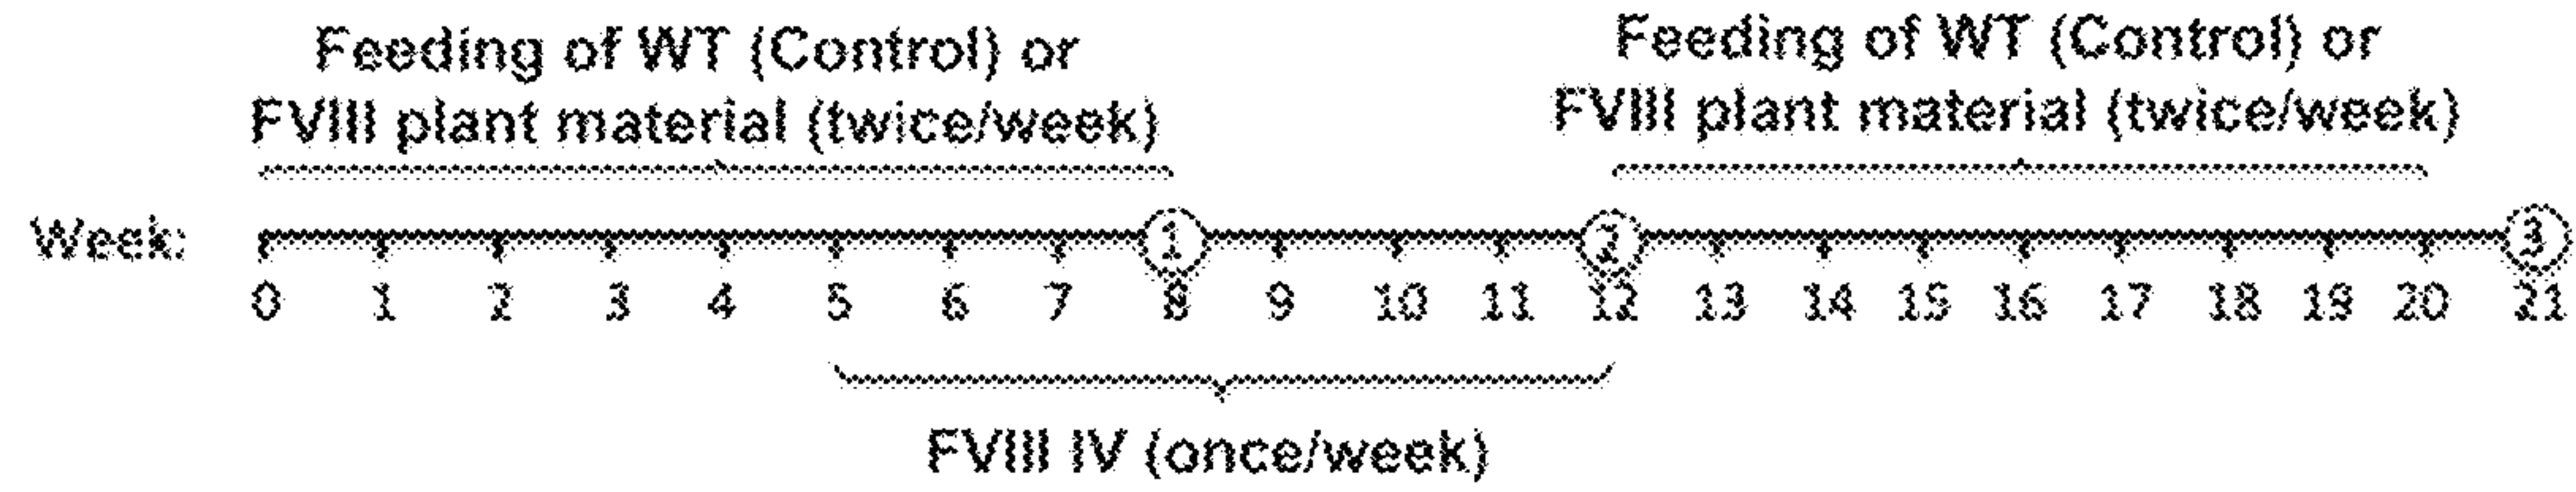 Feeding of WT (Control) or
FVIII plant material (twice/week)
Feeding of WT (Control) or
FVIII plant material (twice/week)
Week:
1 2 3
0 1 2 3 4 5 6 7 8 9 10 11 12 13 14 15 16 17 18 19 20 21
FVIII IV (once/week)